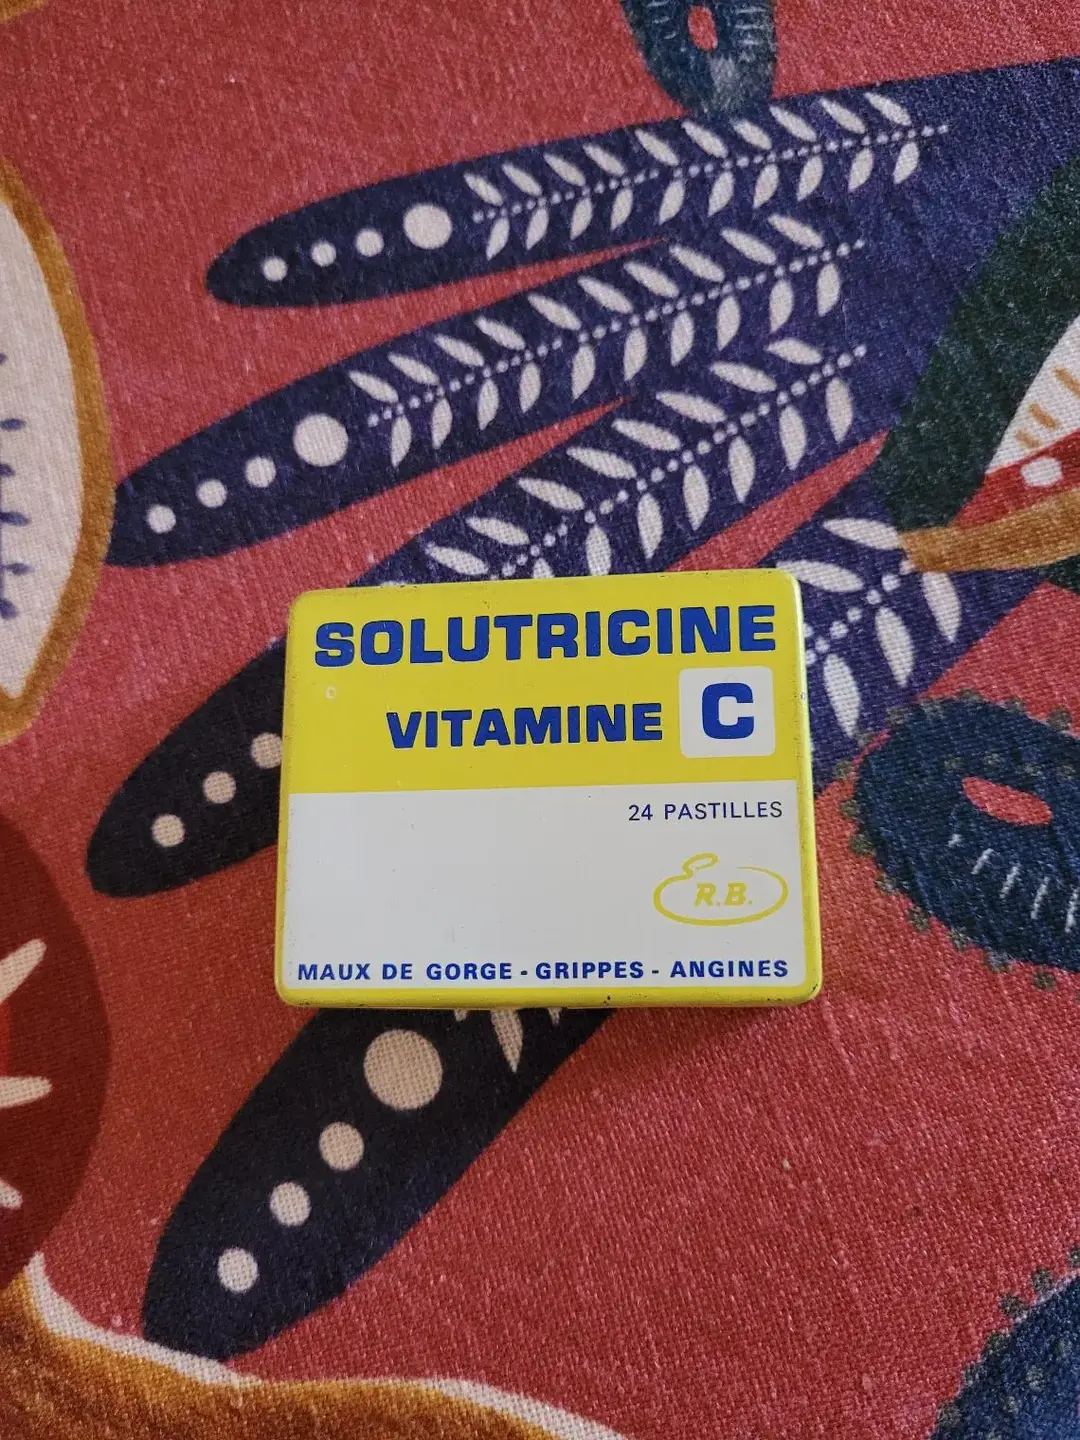 SOLUTRICINE
VITAMINE C
24 PASTILLES
R.B.
MAUX DE GORGE - GRIPPES - ANGINES